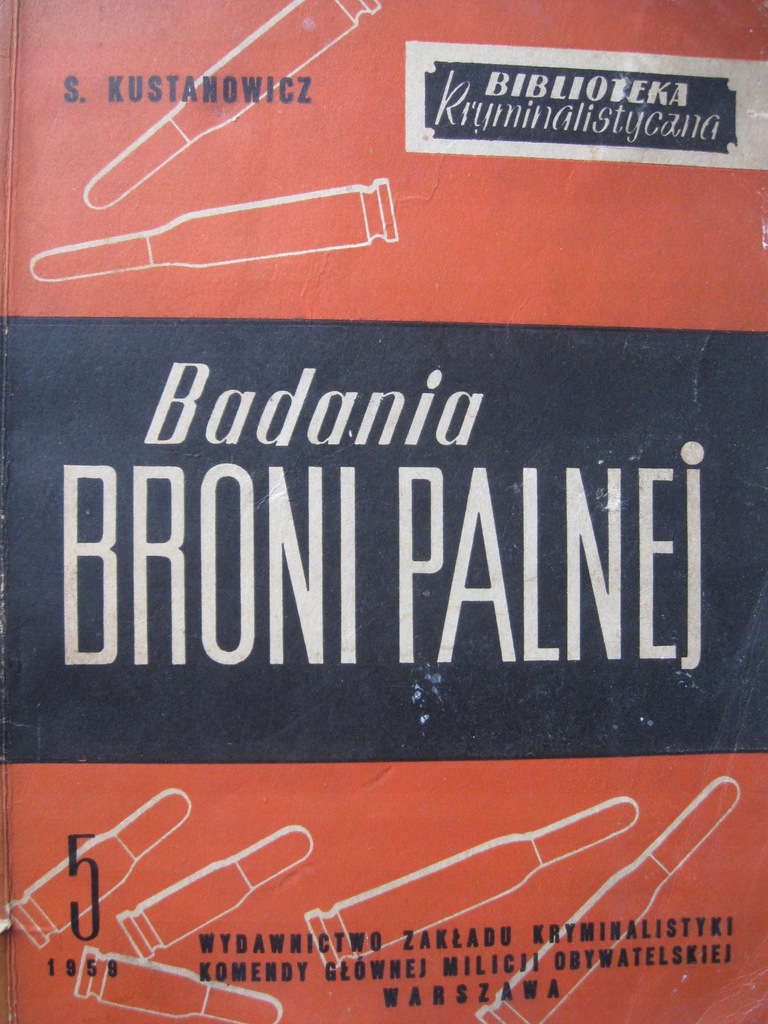 S. KUSTANOWICZ
BIBLIOTEKA
Kryminalistyczna
Badania
BRONI PALNEJ
5
1959
WYDAWNICTWO ZAKŁADU KRYMINALISTYKI
KOMENDY GŁÓWNEJ MILICJI OBYWATELSKIEJ
WARSZAWA